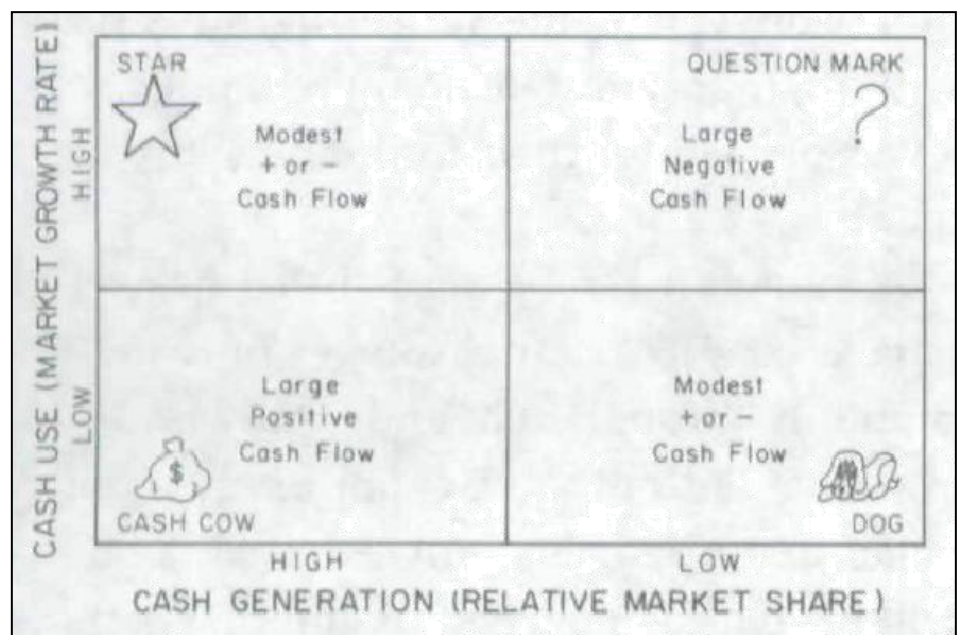 STAR
Modest
+ or -
Cash Flow
QUESTION MARK
?
Large
Negative
Cash Flow
Large
Positive
Cash Flow
$
CASH COW
Modest
+ or -
Cash Flow
DOG
CASH USE (MARKET GROWTH RATE)
HIGH
LOW
HIGH
LOW
CASH GENERATION (RELATIVE MARKET SHARE)